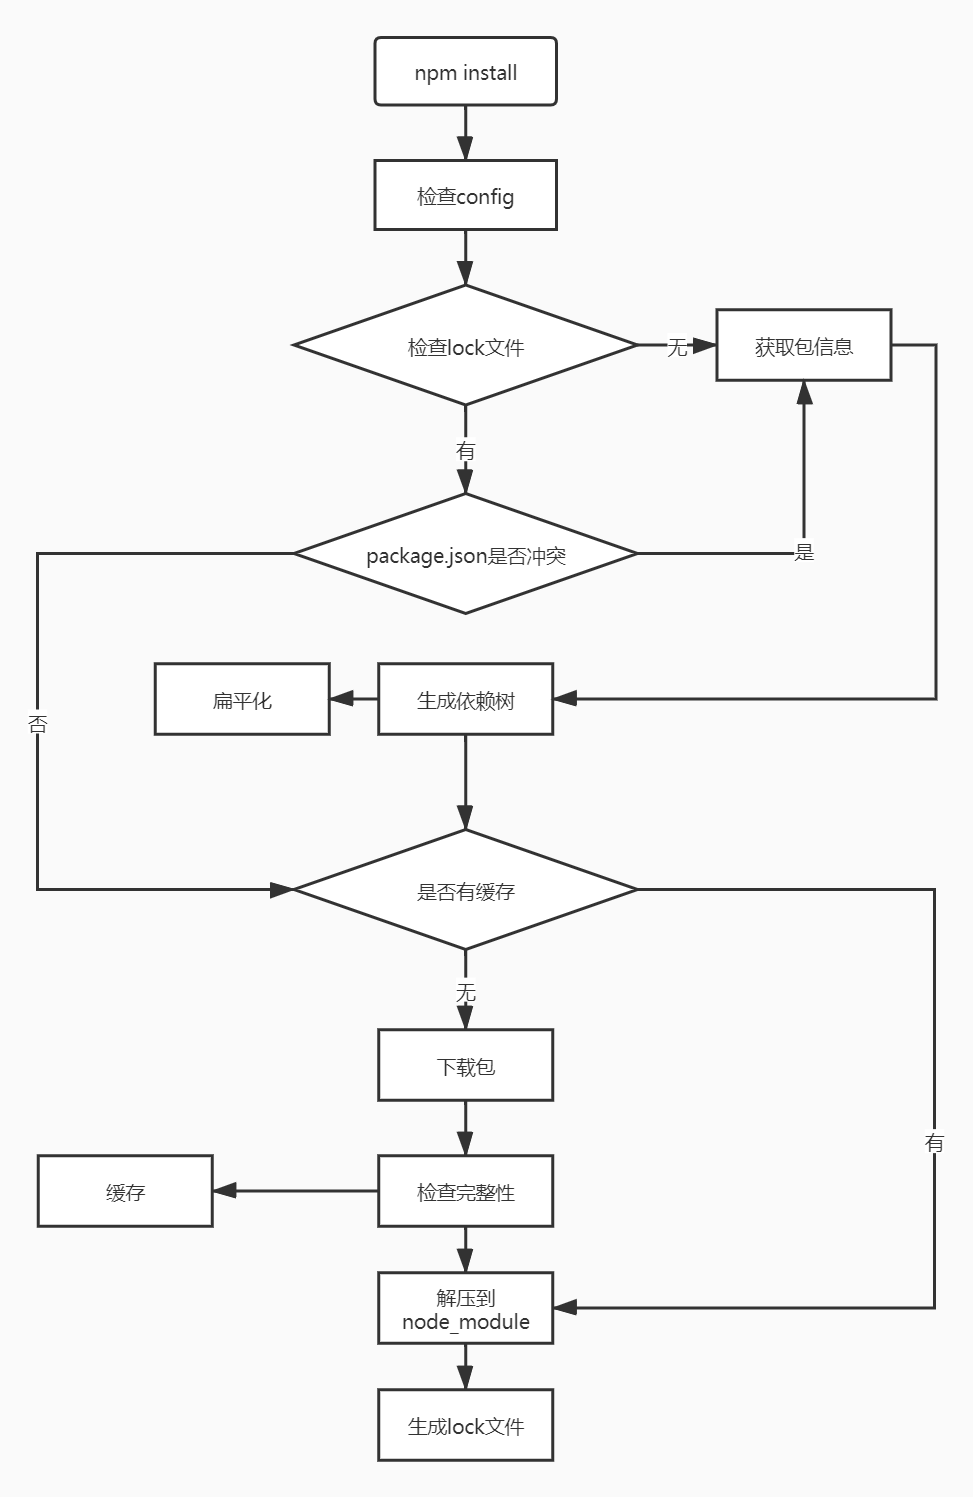 npm install
检查config
检查lock文件
无
获取包信息
有
package.json是否冲突
是
扁平化
生成依赖树
否
是否有缓存
无
下载包
有
缓存
检查完整性
解压到
node_module
生成lock文件